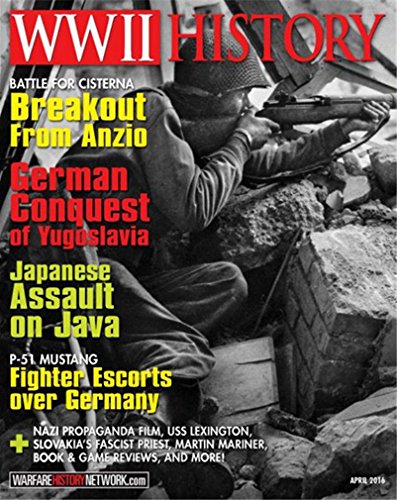 WWII HISTORY
BATTLE FOR CISTERNA
Breakout
From Anzio
German
Conquest
of Yugoslavia
Japanese
Assault
on Java
P-51 MUSTANG
Fighter Escorts
over Germany
+ NAZI PROPAGANDA FILM, USS LEXINGTON,
SLOVAKIA'S FASCIST PRIEST, MARTIN MARINER,
BOOK & GAME REVIEWS, AND MORE!
WARFAREHISTORYNETWORK.com
APRIL 2016